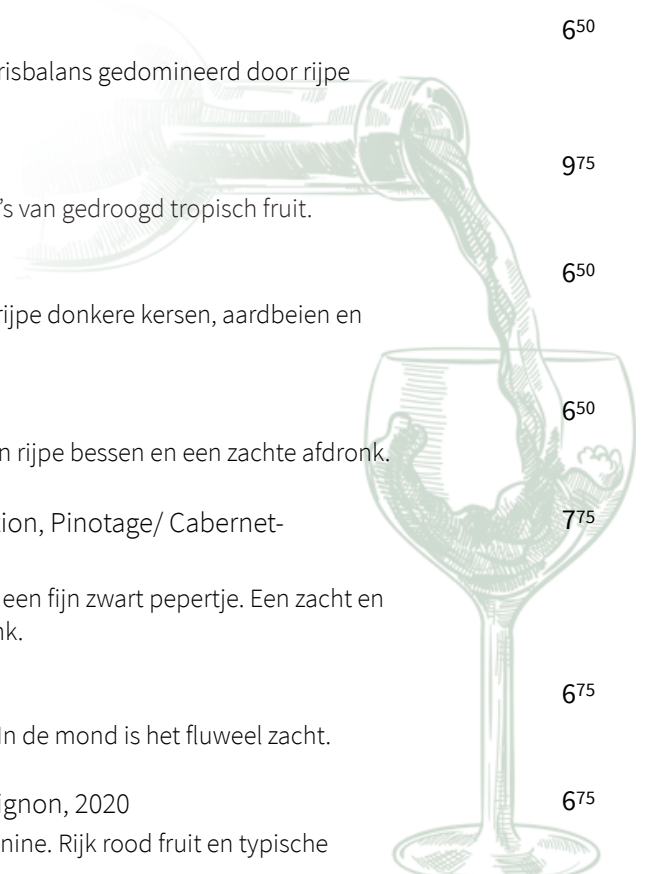 6⁵⁰
risbalans gedomineerd door rijpe
9⁷⁵
's van gedroogd tropisch fruit.
6⁵⁰
rijpe donkere kersen, aardbeien en
6⁵⁰
n rijpe bessen en een zachte afdronk.
ion, Pinotage/ Cabernet- 7⁷⁵
een fijn zwart pepertje. Een zacht en
nk.
6⁷⁵
In de mond is het fluweel zacht.
ignon, 2020 6⁷⁵
nine. Rijk rood fruit en typische